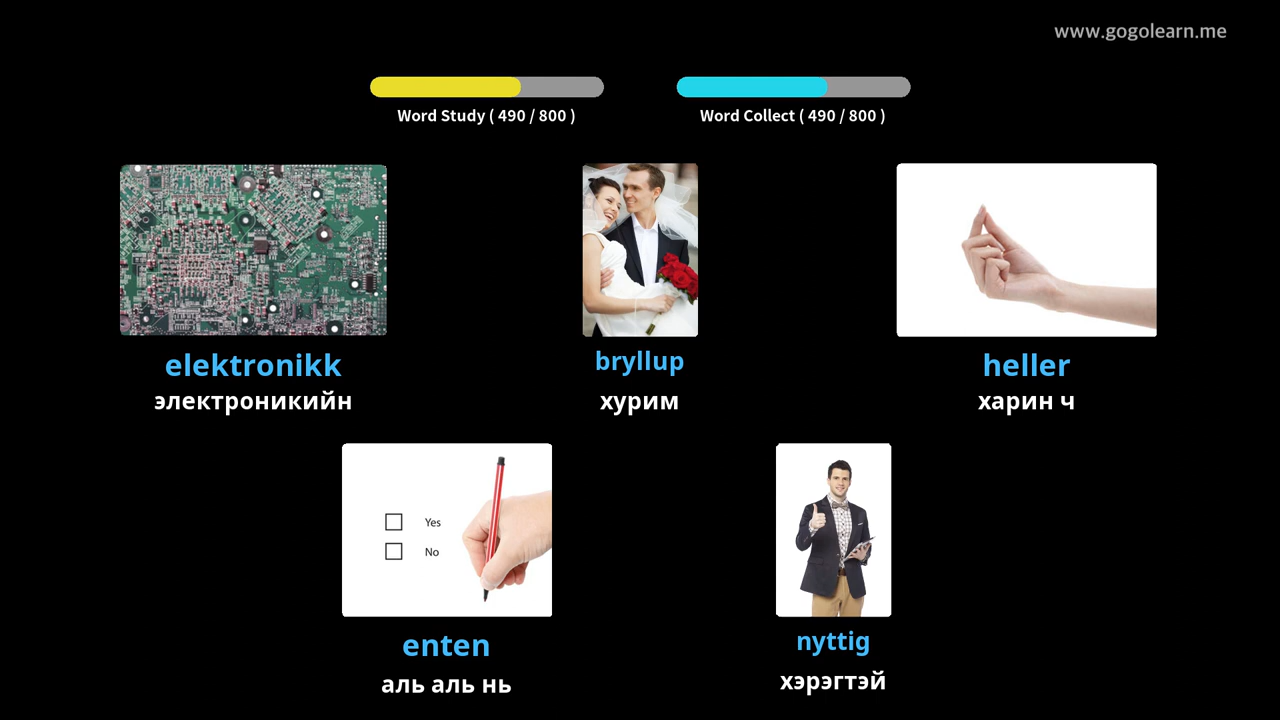 www.gogolearn.me
Word Study ( 490 / 800 )
Word Collect ( 490 / 800 )
elektronikk
электроникийн
bryllup
хурим
heller
харин ч
Yes
No
enten
аль аль нь
nyttig
хэрэгтэй